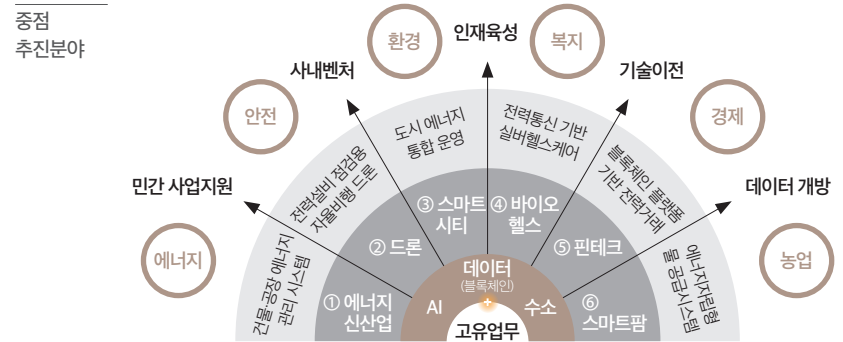 중점
추진분야
에너지
안전
환경
복지
경제
농업
민간 사업지원
사내벤처
인재육성
기술이전
데이터 개방
건물·공장 에너지
관리 시스템
전력설비 점검용
자율비행 드론
도시 에너지
통합 운영
전력통신 기반
실버헬스케어
블록체인 플랫폼
기반 전력거래
에너지자립형
물 공급시스템
① 에너지
신산업
② 드론
③ 스마트
시티
④ 바이오
헬스
⑤ 핀테크
⑥
스마트팜
AI
데이터
(블록체인)
수소
+
고유업무